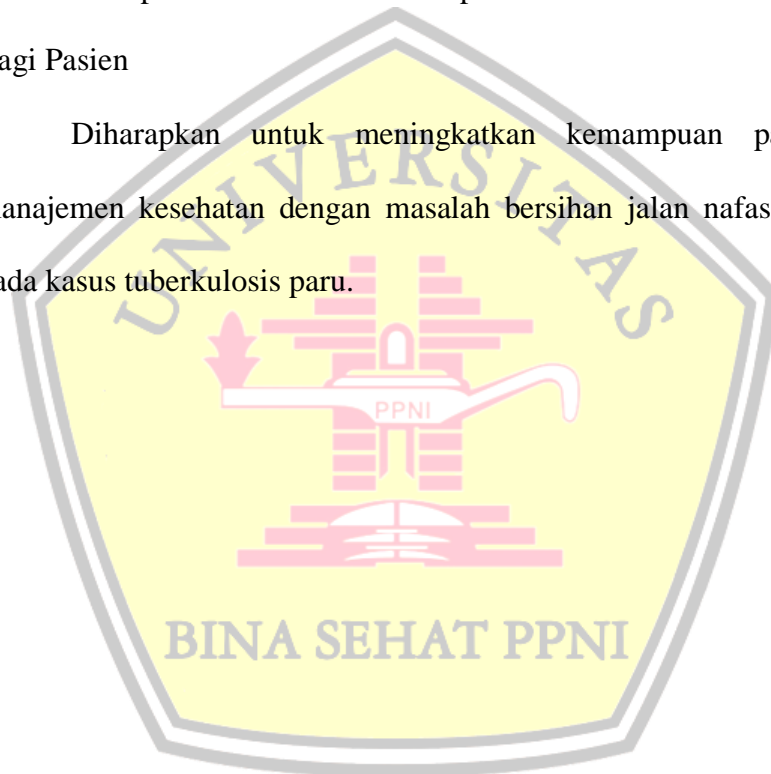 agi Pasien
Diharapkan untuk meningkatkan kemampuan pa
anajemen kesehatan dengan masalah bersihan jalan nafas
ada kasus tuberkulosis paru.
UNIVERSITAS
PPNI
BINA SEHAT PPNI